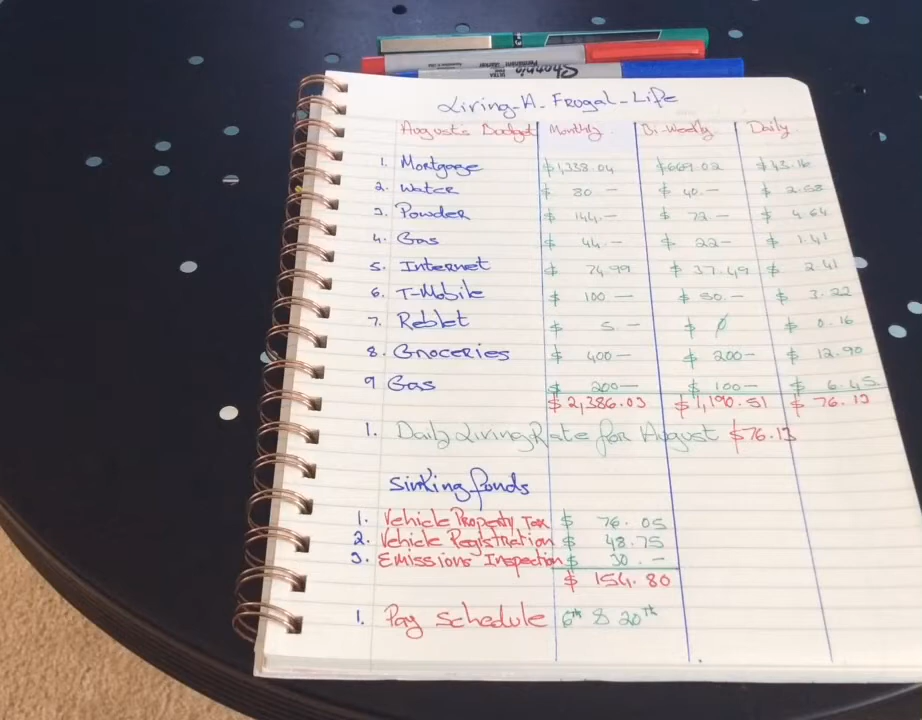 Sharpie
Living-A-Frugal-Life
August's Budget Monthly Bi-Weekly Daily
1. Mortgage $1,338.04 $669.02 $43.16
2. Water $ 80 — $ 40.— $ 2.58
3. Powder $ 144.— $ 72 — $ 4.64
4. Gas $ 44 — $ 22— $ 1.41
5. Internet $ 74.99 $ 37.49 $ 2.41
6. T-Mobile $ 100 — $ 50.— $ 3.22
7. Reblet $ 5. — $ 0 $ 0.16
8. Groceries $ 400— $ 200— $ 12.90
9 Gas $ 200— $ 100— $ 6.45
$ 2,386.03 $ 1,190.51 $ 76.13
1. Daily Living Rate for August $76.13
Sinking fonds
1. Vehicle Property Tax $ 76.05
2. Vehicle Registration $ 48.75
3. Emissions Inspection $ 30.—
$ 154.80
1. Pay Schedule 6th & 20th